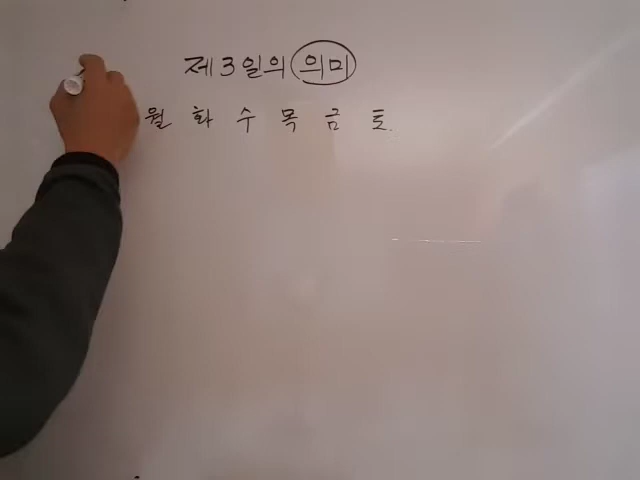 제3일의 의미
월 화 수 목 금 토